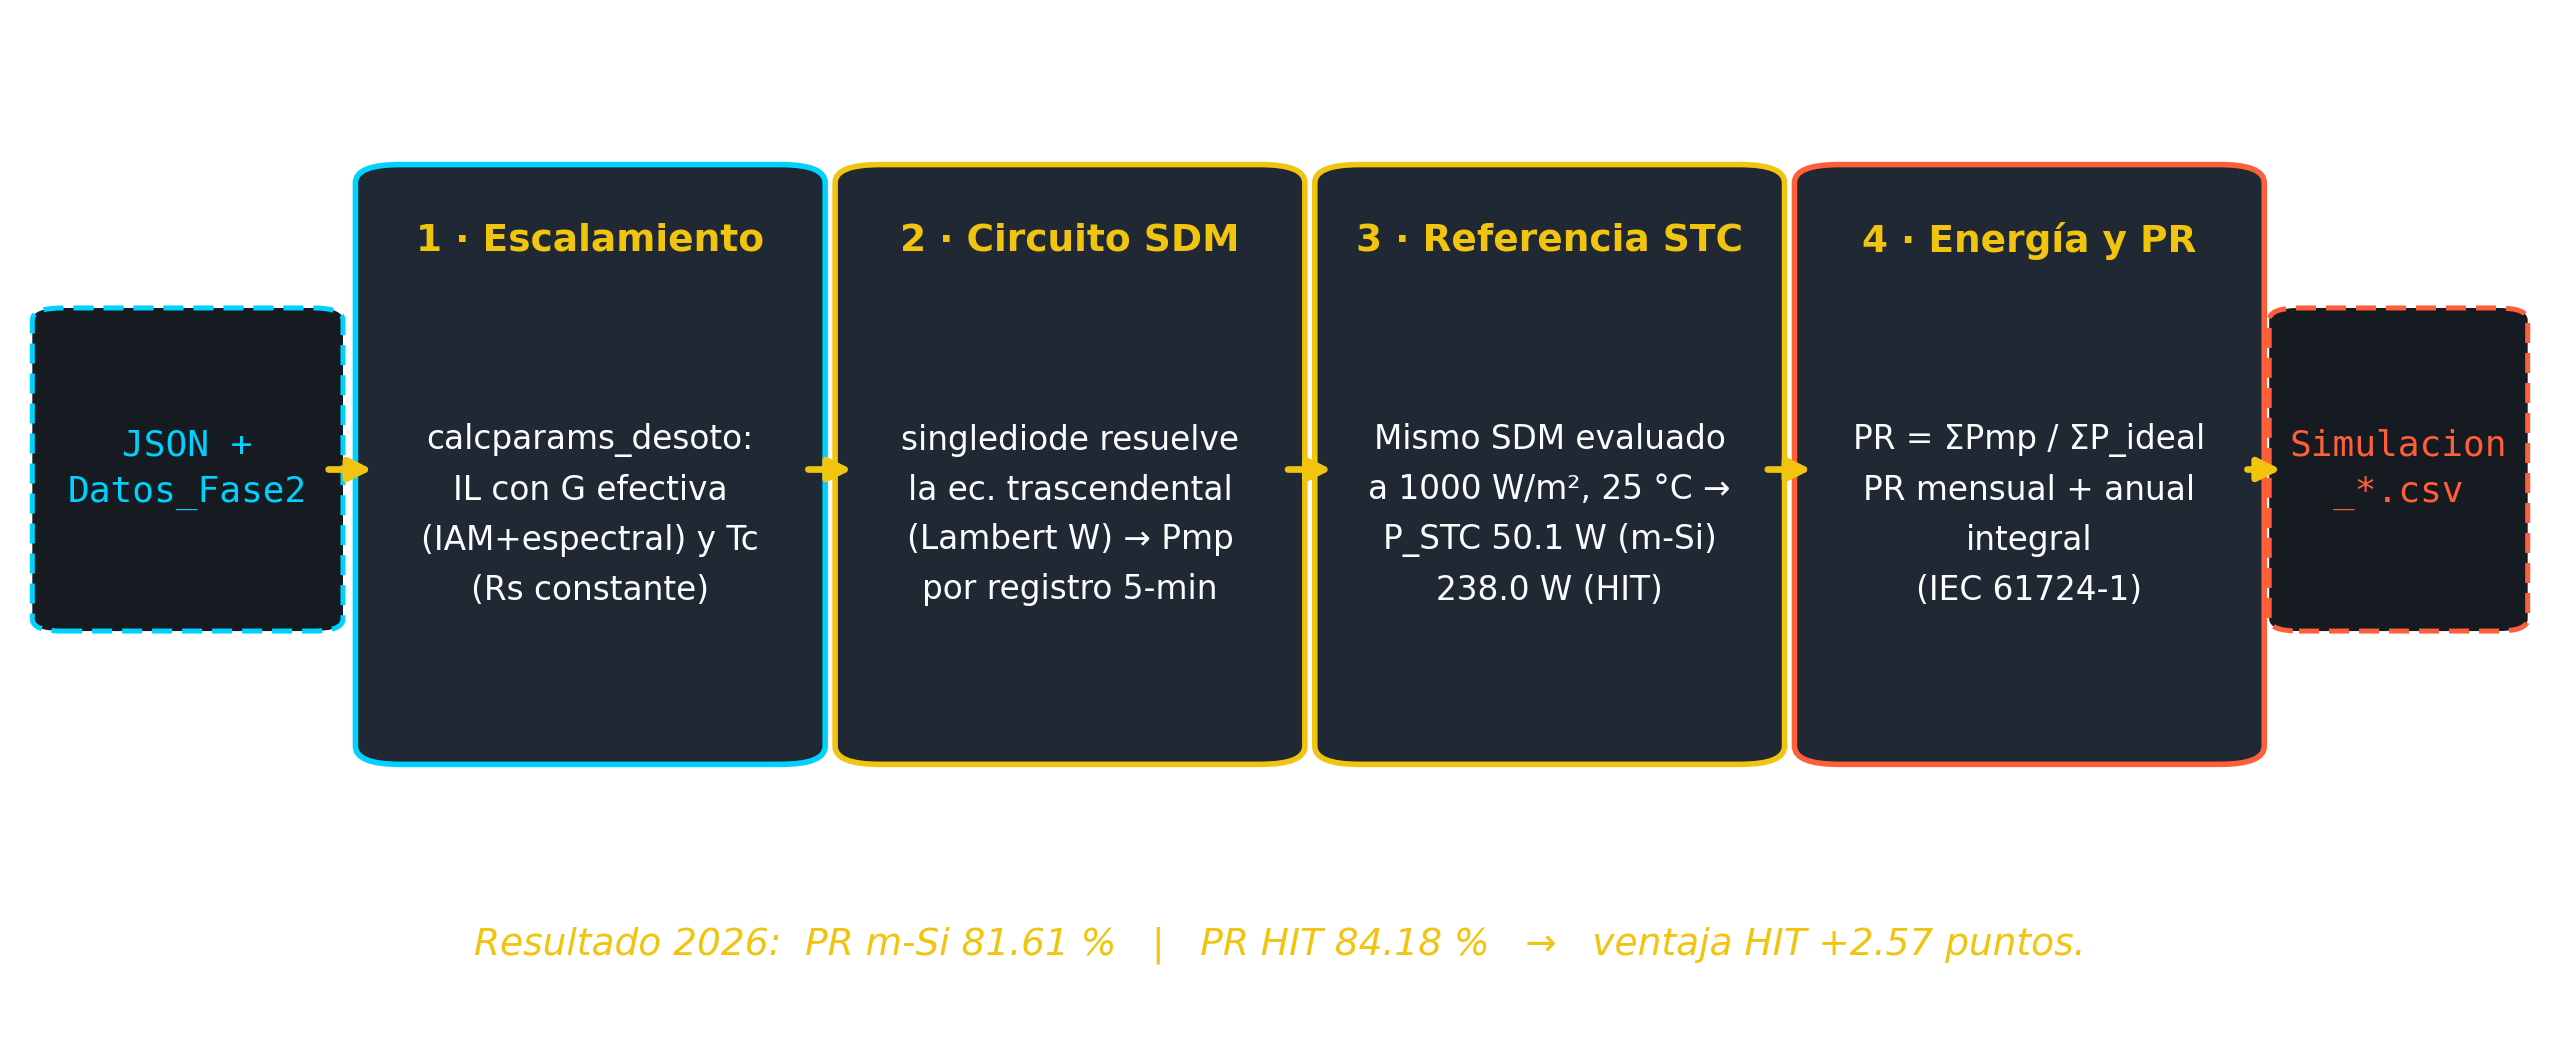 JSON +
Datos_Fase2
1 · Escalamiento
calcparams_desoto:
IL con G efectiva
(IAM+espectral) y Tc
(Rs constante)
2 · Circuito SDM
singlediode resuelve
la ec. trascendental
(Lambert W) → Pmp
por registro 5-min
3 · Referencia STC
Mismo SDM evaluado
a 1000 W/m², 25 °C →
P_STC 50.1 W (m-Si)
238.0 W (HIT)
4 · Energía y PR
PR = ΣPmp / ΣP_ideal
PR mensual + anual
integral
(IEC 61724-1)
Simulacion
_*.csv
Resultado 2026:  PR m-Si 81.61 %   |   PR HIT 84.18 %   →   ventaja HIT +2.57 puntos.